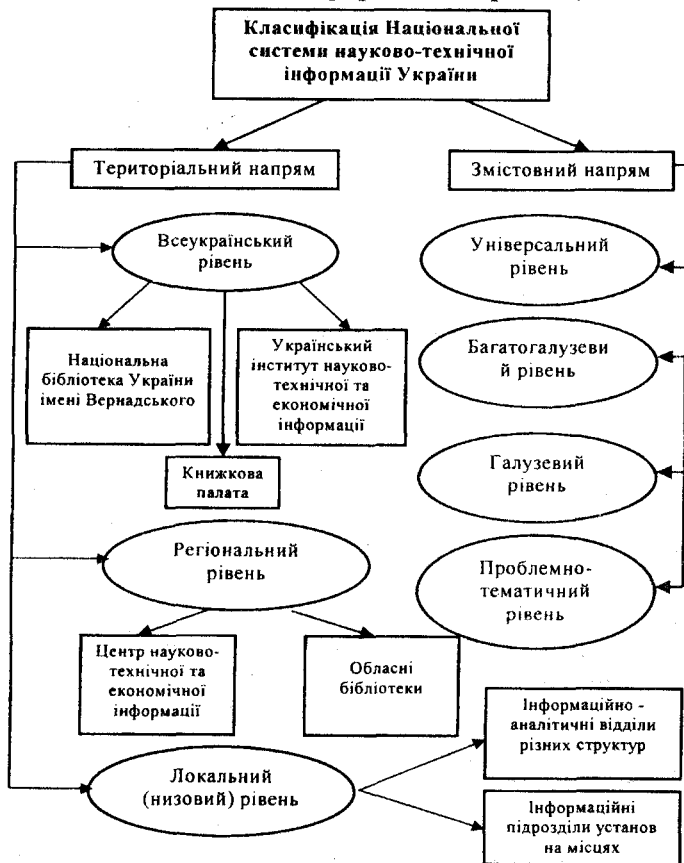 Класифікація Національної
системи науково-технічної
інформації України
Територіальний напрям
Змістовний напрям
Всеукраїнський
рівень
Універсальний
рівень
Національна
бібліотека України
імені Вернадського
Український
інститут науково-
технічної та
економічної
інформації
Багатогалузеви
й рівень
Книжкова
палата
Галузевий
рівень
Регіональний
рівень
Проблемно-
тематичний
рівень
Центр науково-
технічної та
економічної
інформації
Обласні
бібліотеки
Інформаційно -
аналітичні відділи
різних структур
Локальний
(низовий) рівень
Інформаційні
підрозділи установ
на місцях